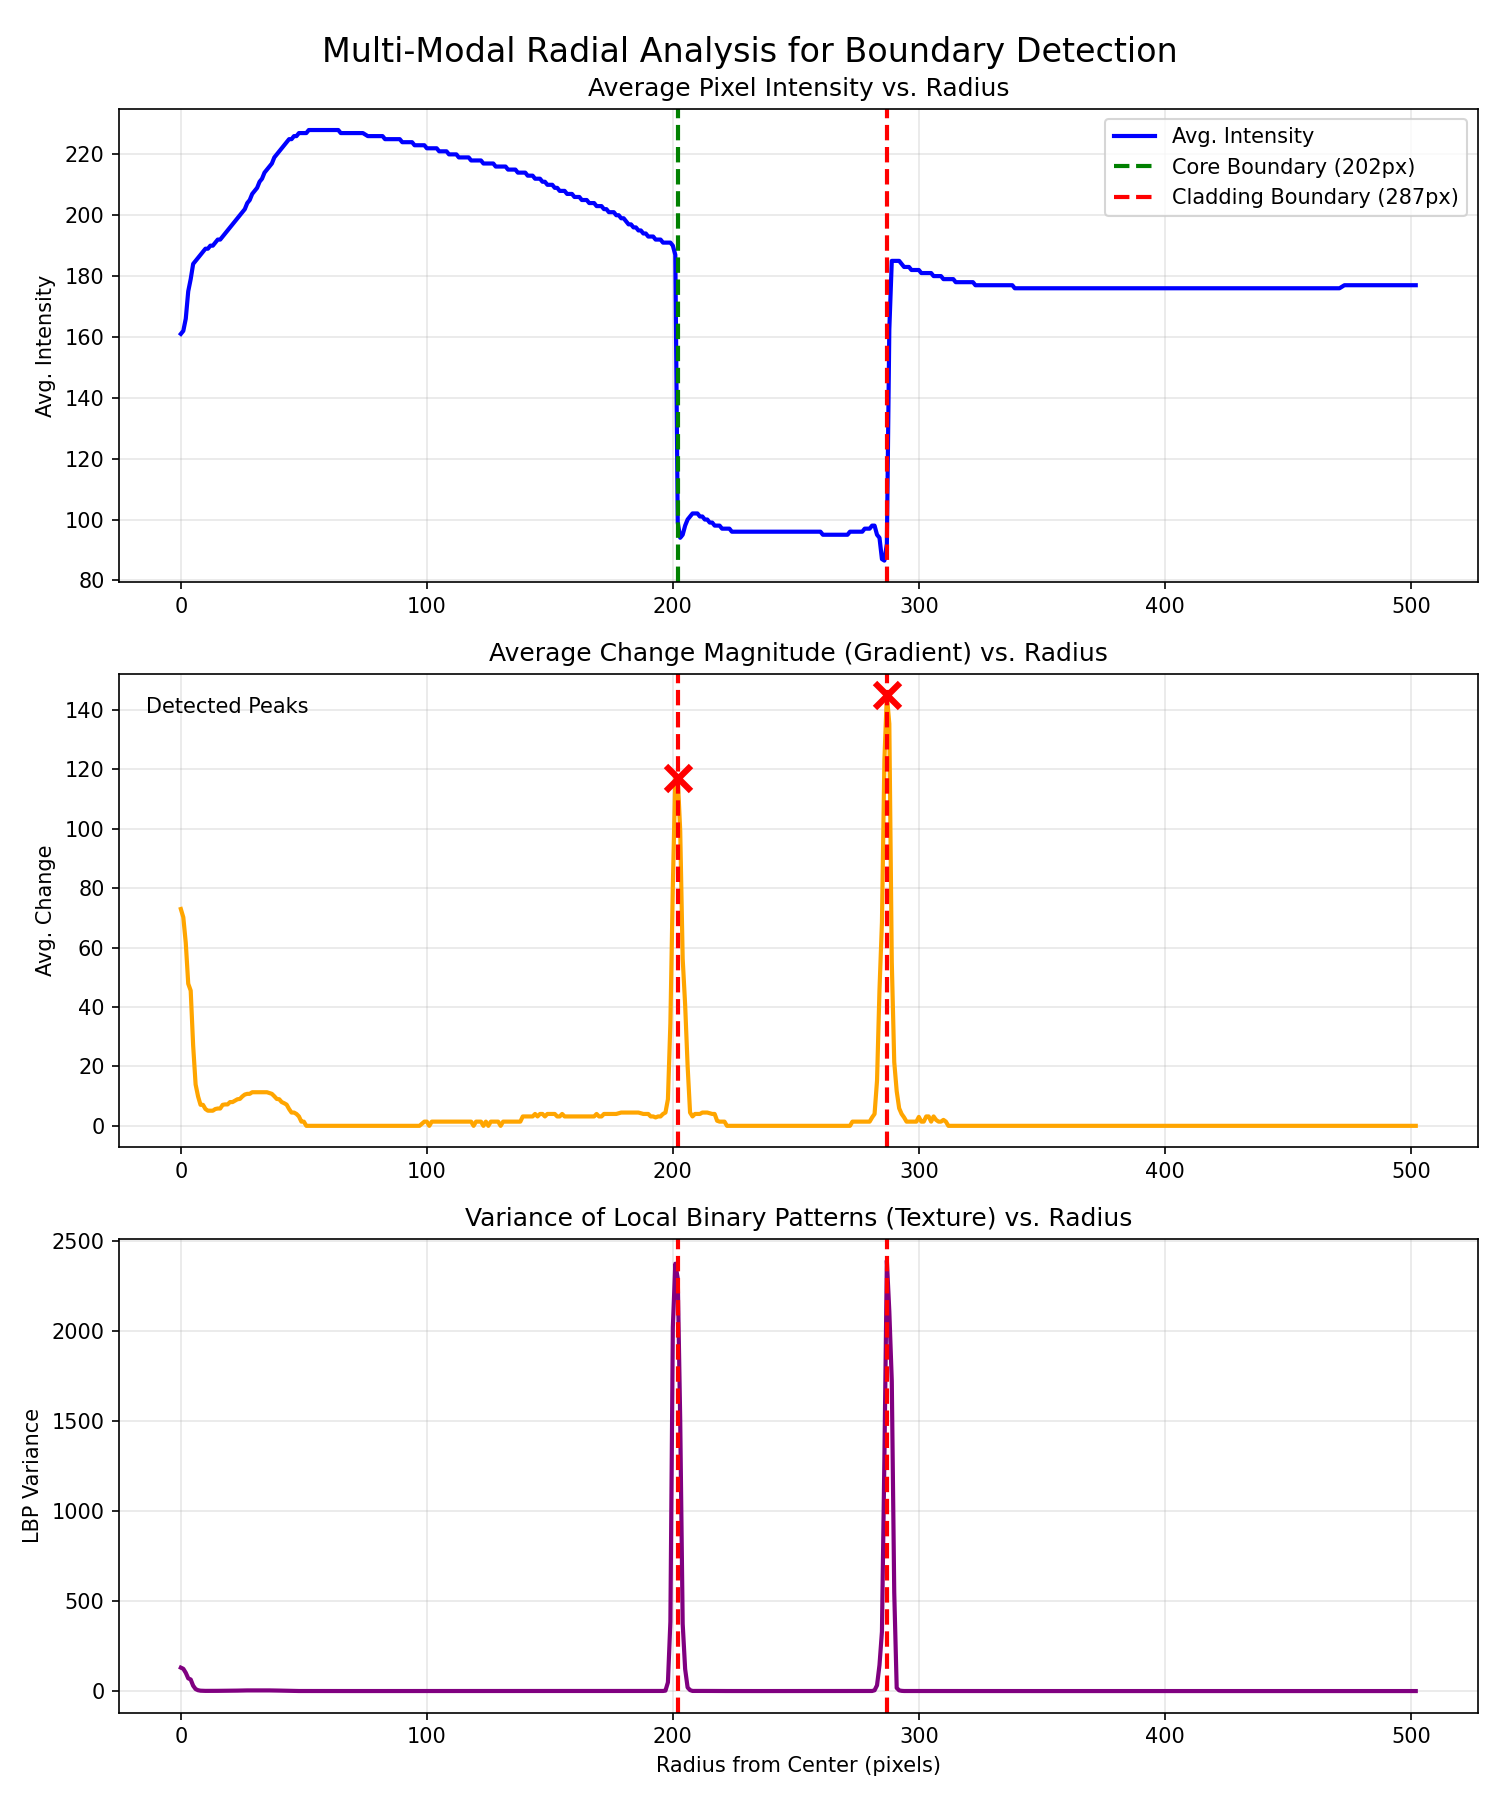 Multi-Modal Radial Analysis for Boundary Detection
Average Pixel Intensity vs. Radius
Avg. Intensity
220
200
180
160
140
120
100
80
Avg. Intensity
Core Boundary (202px)
Cladding Boundary (287px)
0 100 200 300 400 500
Average Change Magnitude (Gradient) vs. Radius
Avg. Change
140
120
100
80
60
40
20
0
Detected Peaks
0 100 200 300 400 500
Variance of Local Binary Patterns (Texture) vs. Radius
LBP Variance
2500
2000
1500
1000
500
0
0 100 200 300 400 500
Radius from Center (pixels)